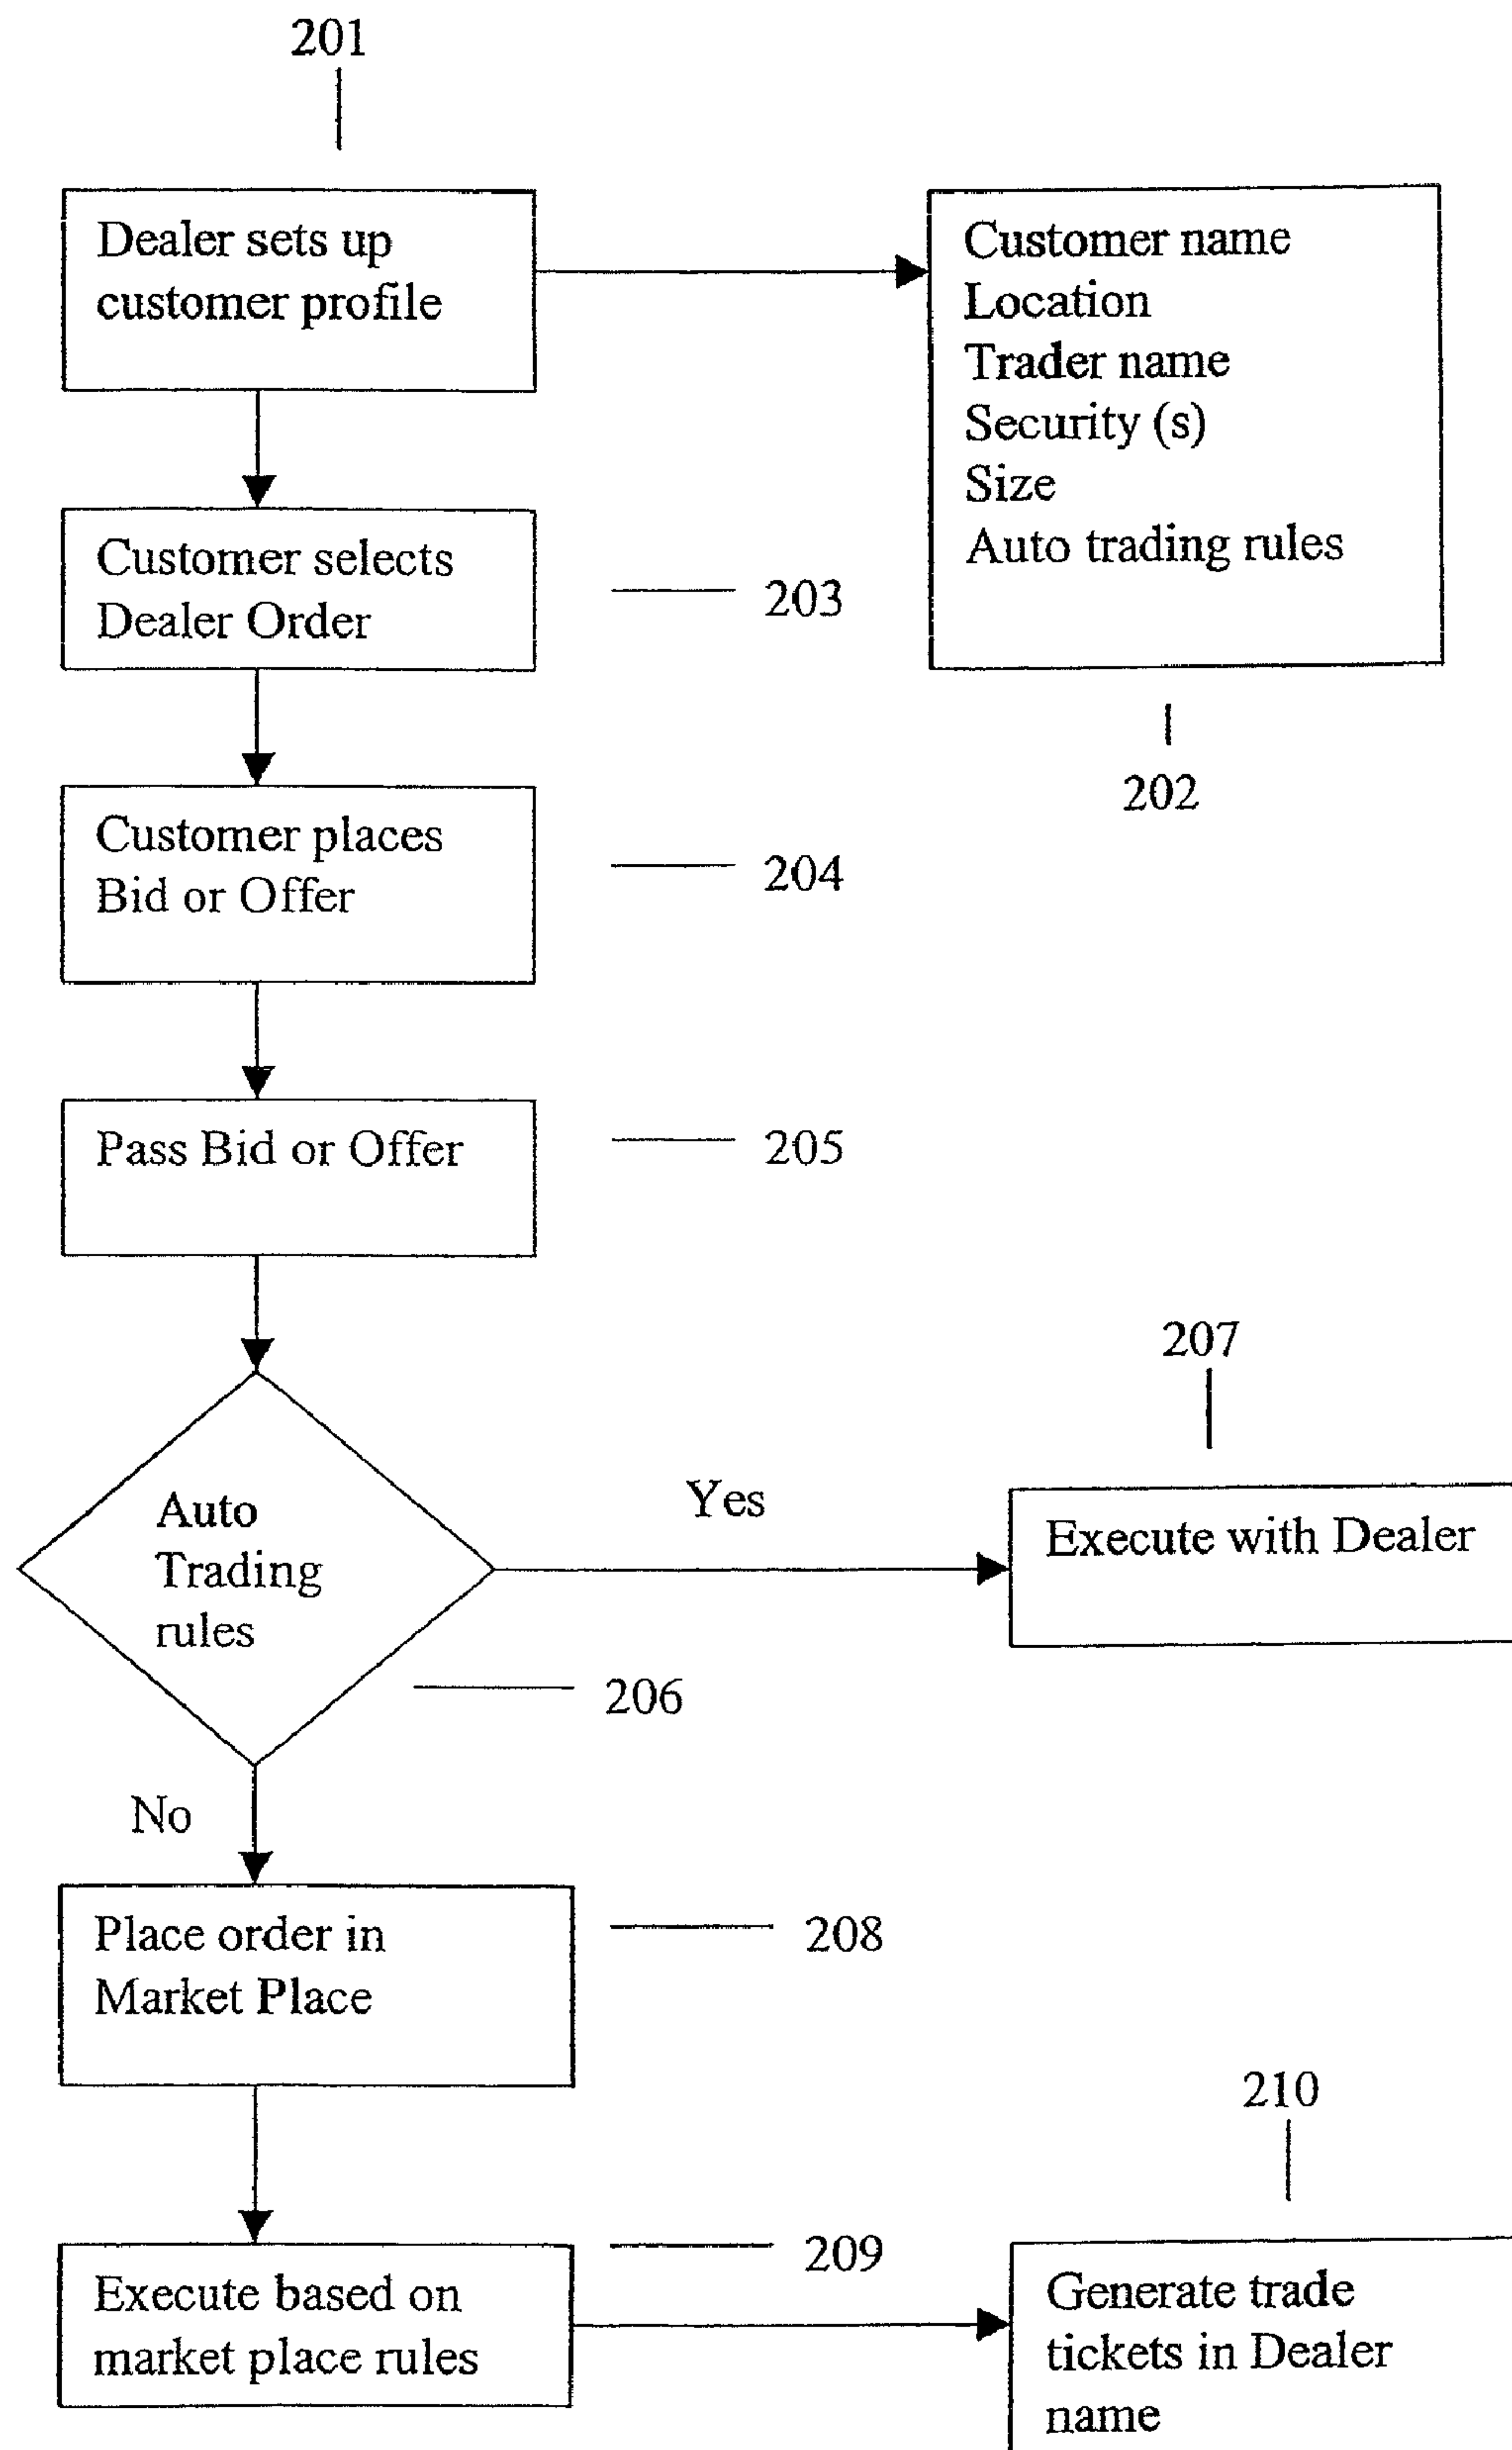 201
Dealer sets up
customer profile
Customer name
Location
Trader name
Security (s)
Size
Auto trading rules
202
Customer selects
Dealer Order
203
Customer places
Bid or Offer
204
Pass Bid or Offer
205
Auto
Trading
rules
206
Yes
207
Execute with Dealer
No
Place order in
Market Place
208
Execute based on
market place rules
209
210
Generate trade
tickets in Dealer
name